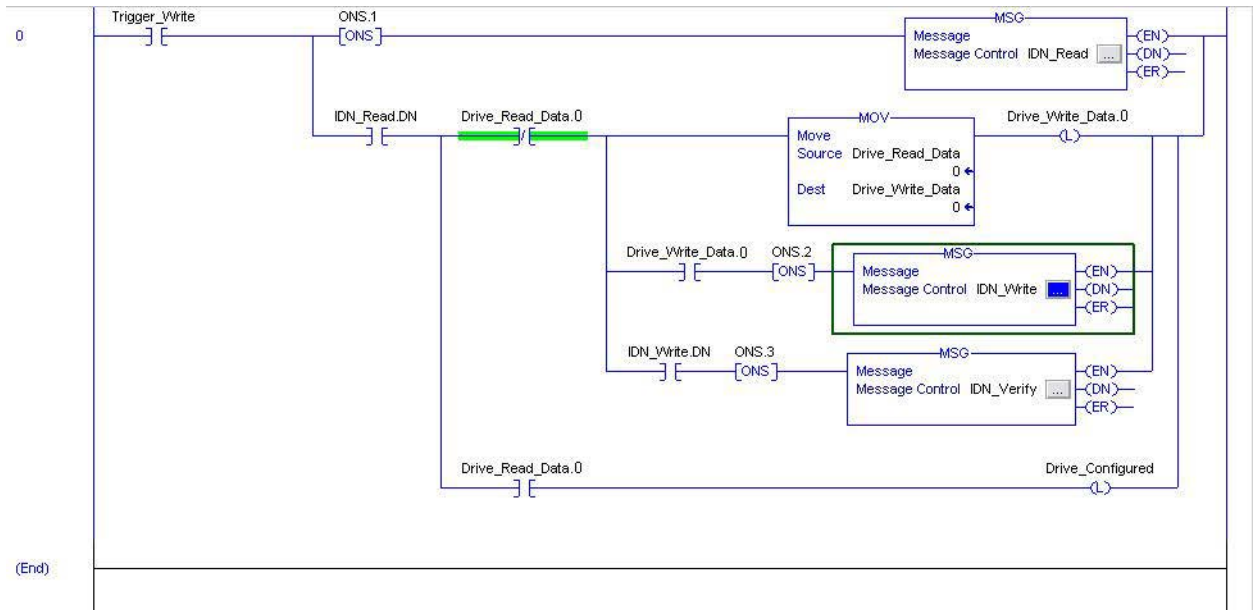 Trigger_Write
ONS.1
0
ONS
MSG
Message
Message Control IDN_Read ...
EN
DN
ER
IDN_Read.DN
Drive_Read_Data.0
/
MOV
Move
Source Drive_Read_Data
0
Dest Drive_Write_Data
0
Drive_Write_Data.0
L
Drive_Write_Data.0
ONS.2
ONS
MSG
Message
Message Control IDN_Write ...
EN
DN
ER
IDN_Write.DN
ONS.3
ONS
MSG
Message
Message Control IDN_Verify ...
EN
DN
ER
Drive_Read_Data.0
Drive_Configured
L
(End)